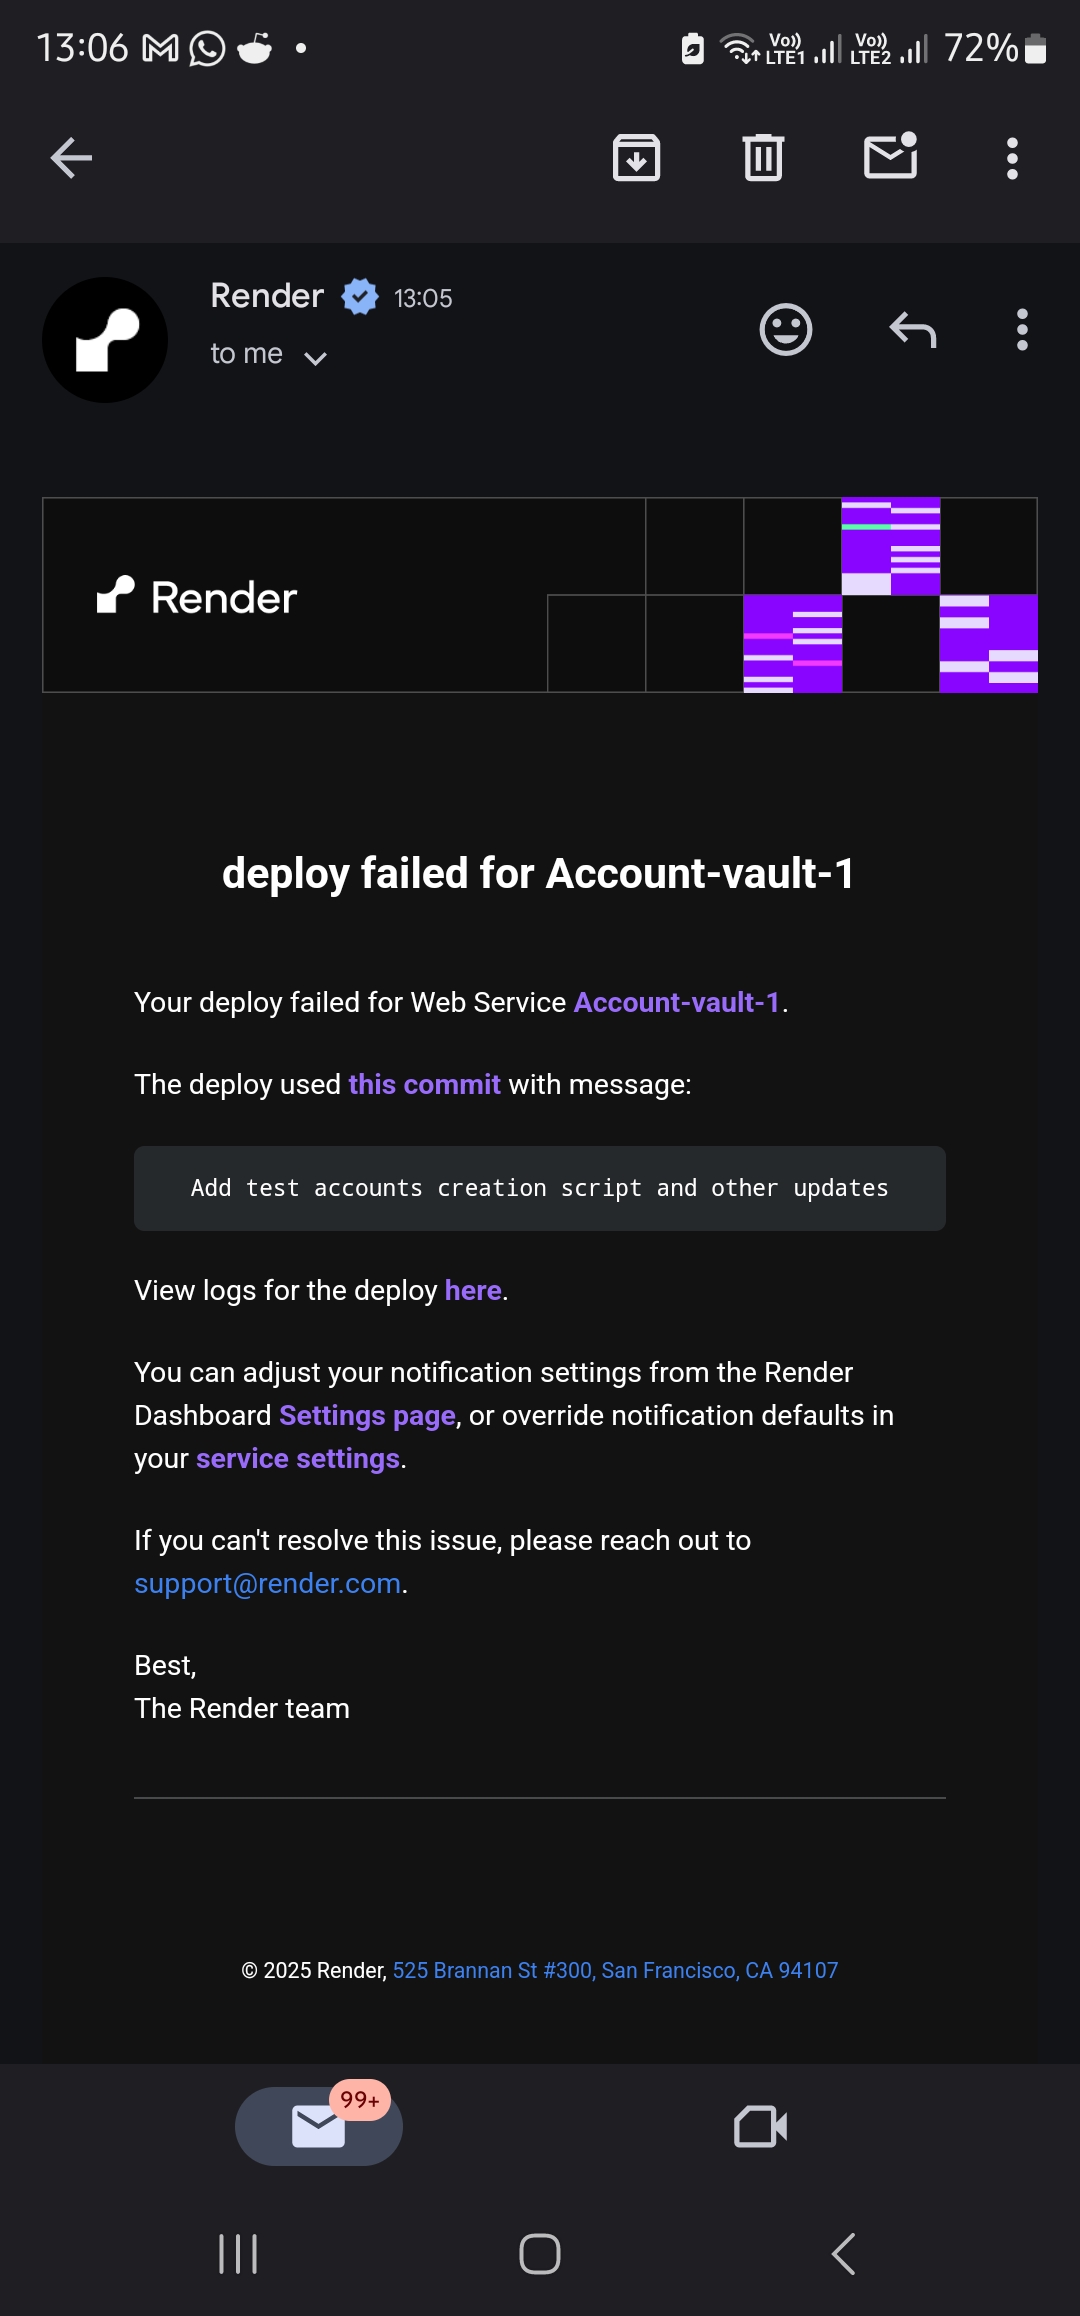 13:06
Vo)) LTE1 Vo)) LTE2 72%
Render 13:05
to me
Render
deploy failed for Account-vault-1
Your deploy failed for Web Service Account-vault-1.
The deploy used this commit with message:
Add test accounts creation script and other updates
View logs for the deploy here.
You can adjust your notification settings from the Render
Dashboard Settings page, or override notification defaults in
your service settings.
If you can't resolve this issue, please reach out to
support@render.com.
Best,
The Render team
© 2025 Render, 525 Brannan St #300, San Francisco, CA 94107
99+